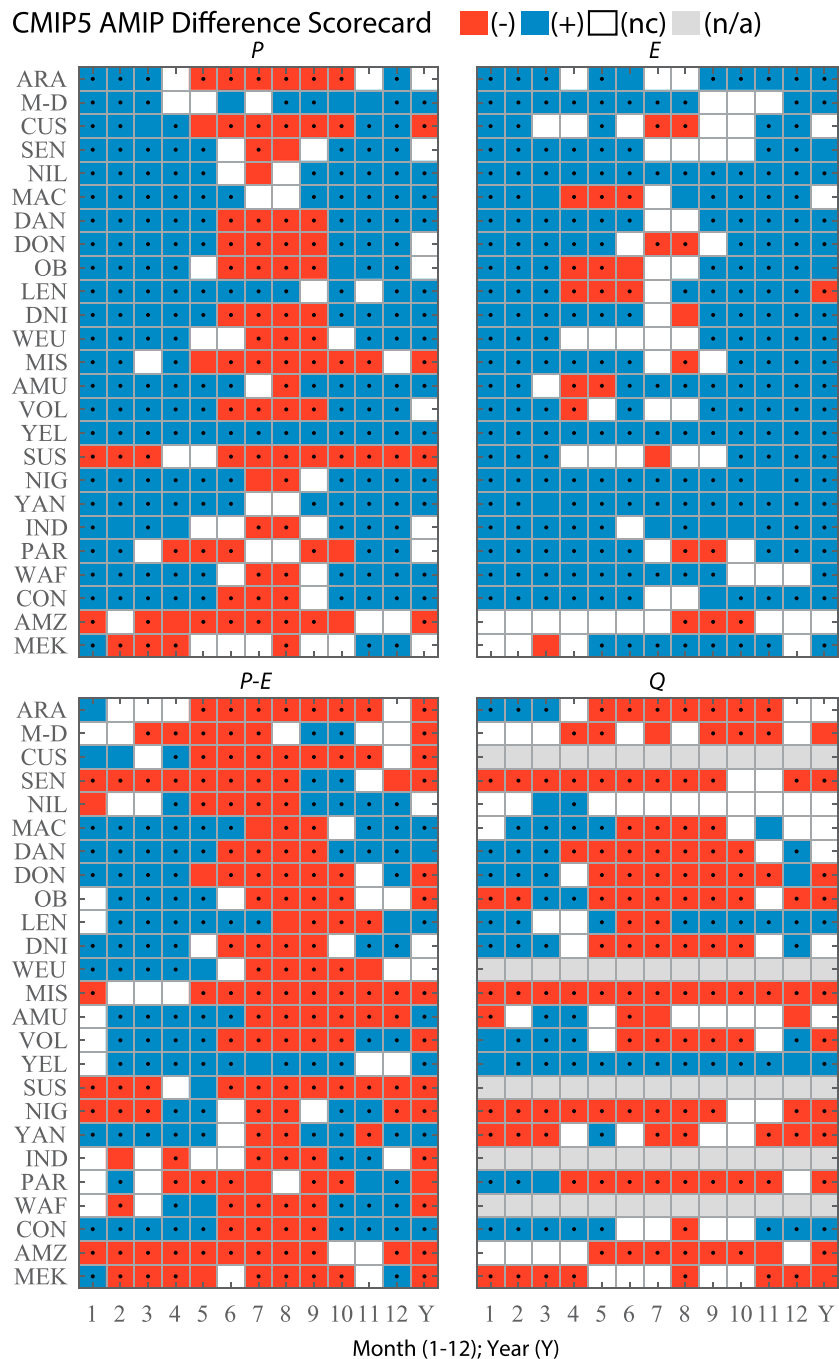 CMIP5 AMIP Difference Scorecard (-) (+) (nc) (n/a)
P E
ARA
M-D
CUS
SEN
NIL
MAC
DAN
DON
OB
LEN
DNI
WEU
MIS
AMU
VOL
YEL
SUS
NIG
YAN
IND
PAR
WAF
CON
AMZ
MEK
P-E Q
ARA
M-D
CUS
SEN
NIL
MAC
DAN
DON
OB
LEN
DNI
WEU
MIS
AMU
VOL
YEL
SUS
NIG
YAN
IND
PAR
WAF
CON
AMZ
MEK
1 2 3 4 5 6 7 8 9 10 11 12 Y 1 2 3 4 5 6 7 8 9 10 11 12 Y
Month (1-12); Year (Y)